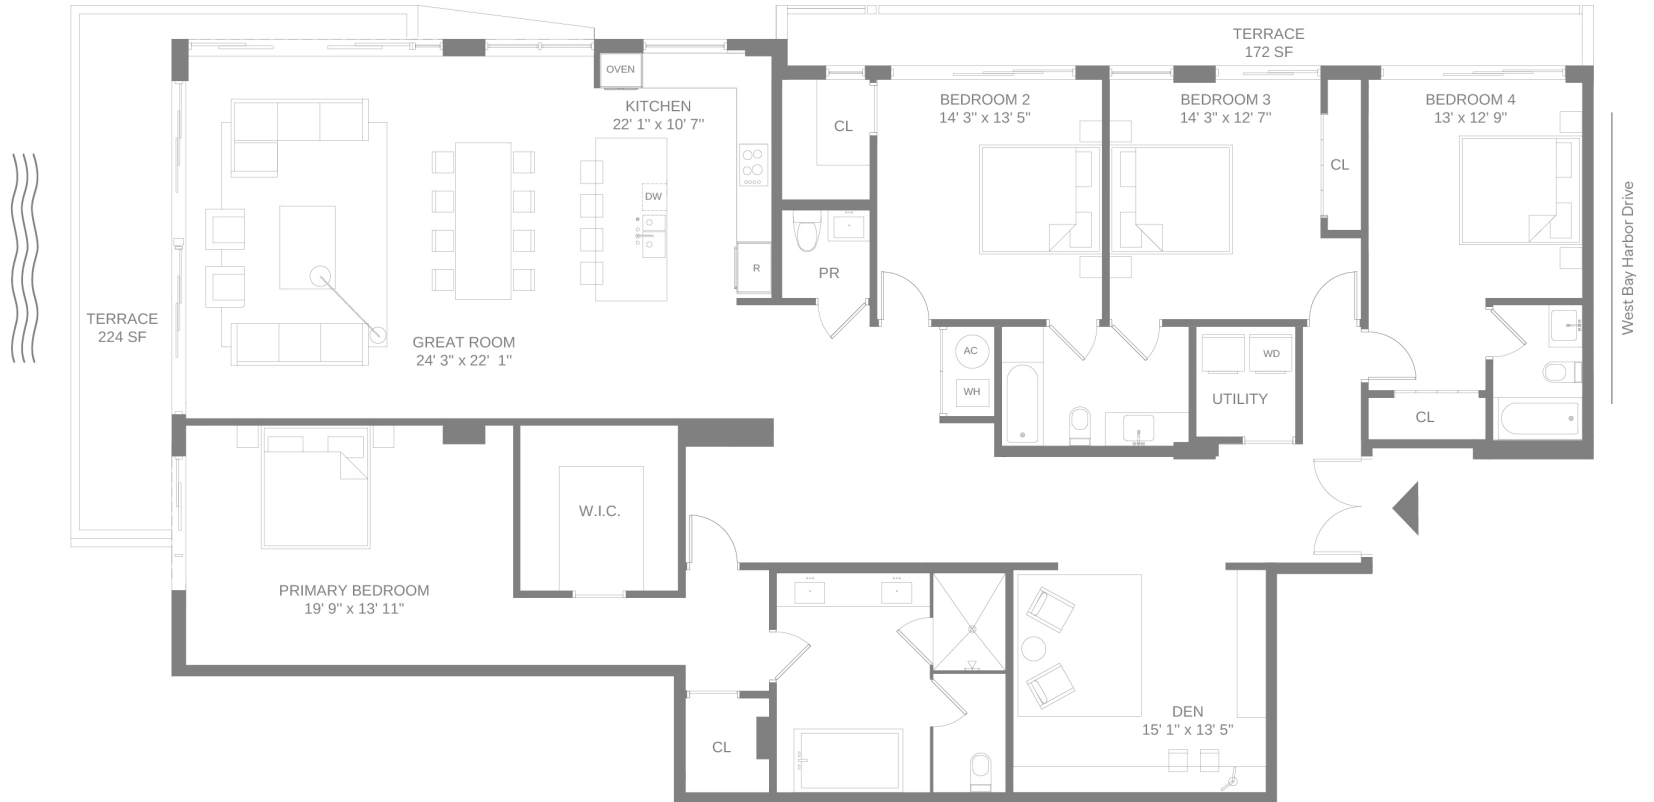 TERRACE
172 SF
OVEN
KITCHEN
22' 1" x 10' 7"
CL
BEDROOM 2
14' 3" x 13' 5"
BEDROOM 3
14' 3" x 12' 7"
CL
BEDROOM 4
13' x 12' 9"
DW
R
PR
West Bay Harbor Drive
TERRACE
224 SF
GREAT ROOM
24' 3" x 22' 1"
AC
WH
WD
UTILITY
CL
W.I.C.
PRIMARY BEDROOM
19' 9" x 13' 11"
CL
DEN
15' 1" x 13' 5"